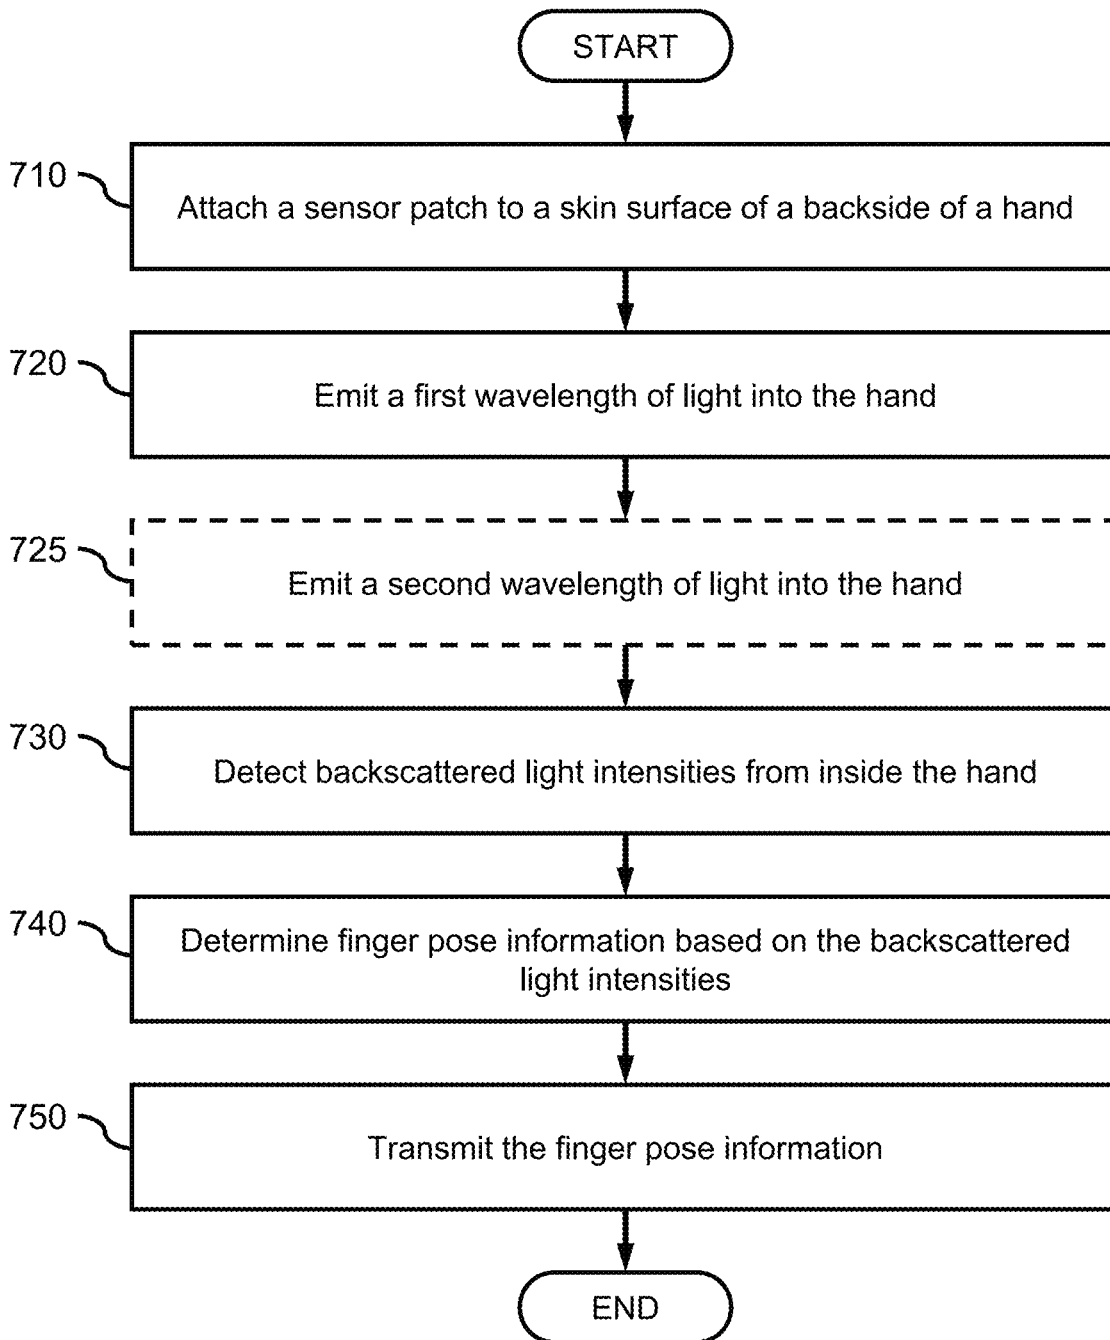 START
710
Attach a sensor patch to a skin surface of a backside of a hand
720
Emit a first wavelength of light into the hand
725
Emit a second wavelength of light into the hand
730
Detect backscattered light intensities from inside the hand
740
Determine finger pose information based on the backscattered
light intensities
750
Transmit the finger pose information
END